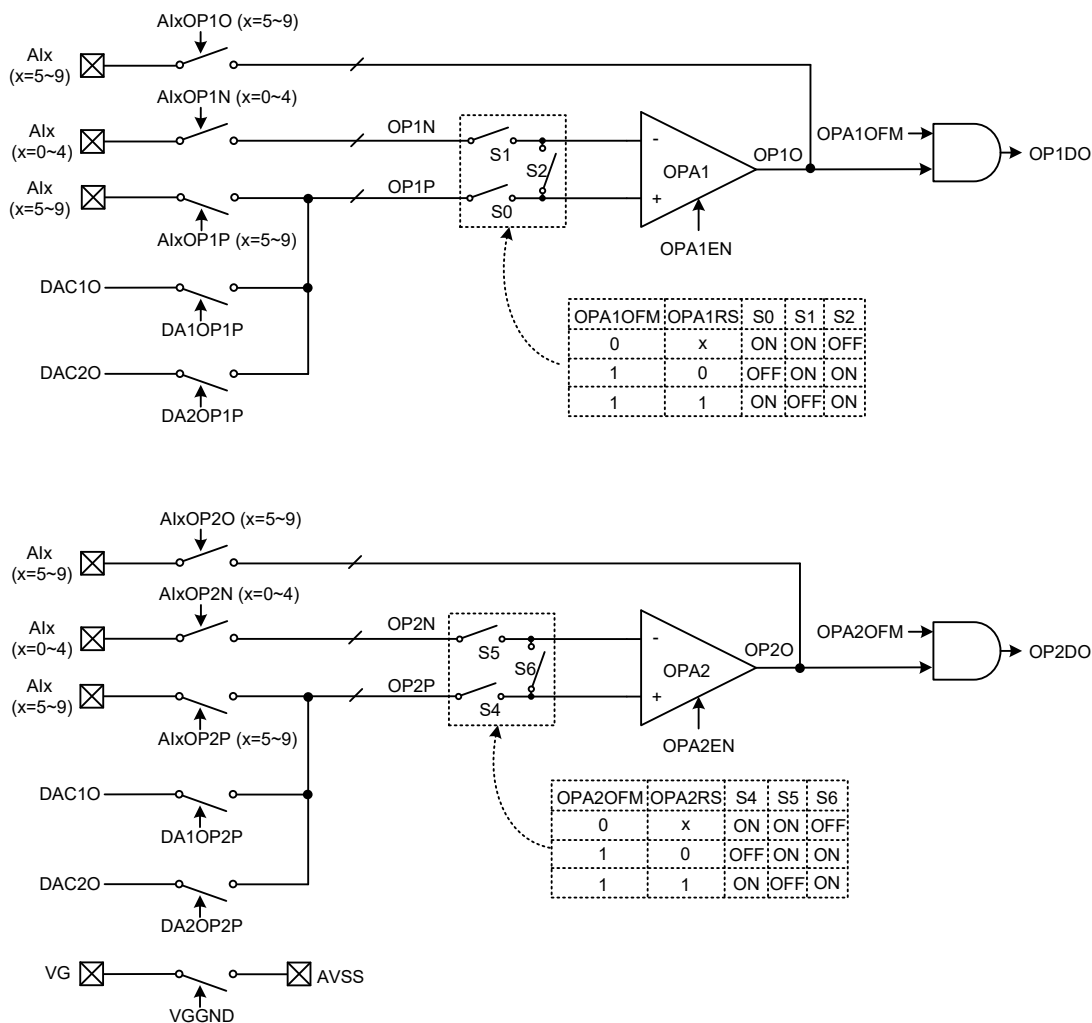 AIxOP1O (x=5~9)
AIx
(x=5~9)
AIxOP1N (x=0~4)
AIx
(x=0~4)
OP1N
S1
S2
OPA1
-
+
OP1O
OPA1OFM
OP1DO
AIx
(x=5~9)
OP1P
S0
AIxOP1P (x=5~9)
OPA1EN
DAC1O
DA1OP1P
OPA1OFM OPA1RS S0 S1 S2
0 x ON ON OFF
1 0 OFF ON ON
1 1 ON OFF ON
DAC2O
DA2OP1P
AIxOP2O (x=5~9)
AIx
(x=5~9)
AIxOP2N (x=0~4)
AIx
(x=0~4)
OP2N
S5
S6
OPA2
-
+
OP2O
OPA2OFM
OP2DO
AIx
(x=5~9)
OP2P
S4
AIxOP2P (x=5~9)
OPA2EN
DAC1O
DA1OP2P
OPA2OFM OPA2RS S4 S5 S6
0 x ON ON OFF
1 0 OFF ON ON
1 1 ON OFF ON
DAC2O
DA2OP2P
VG
AVSS
VGGND